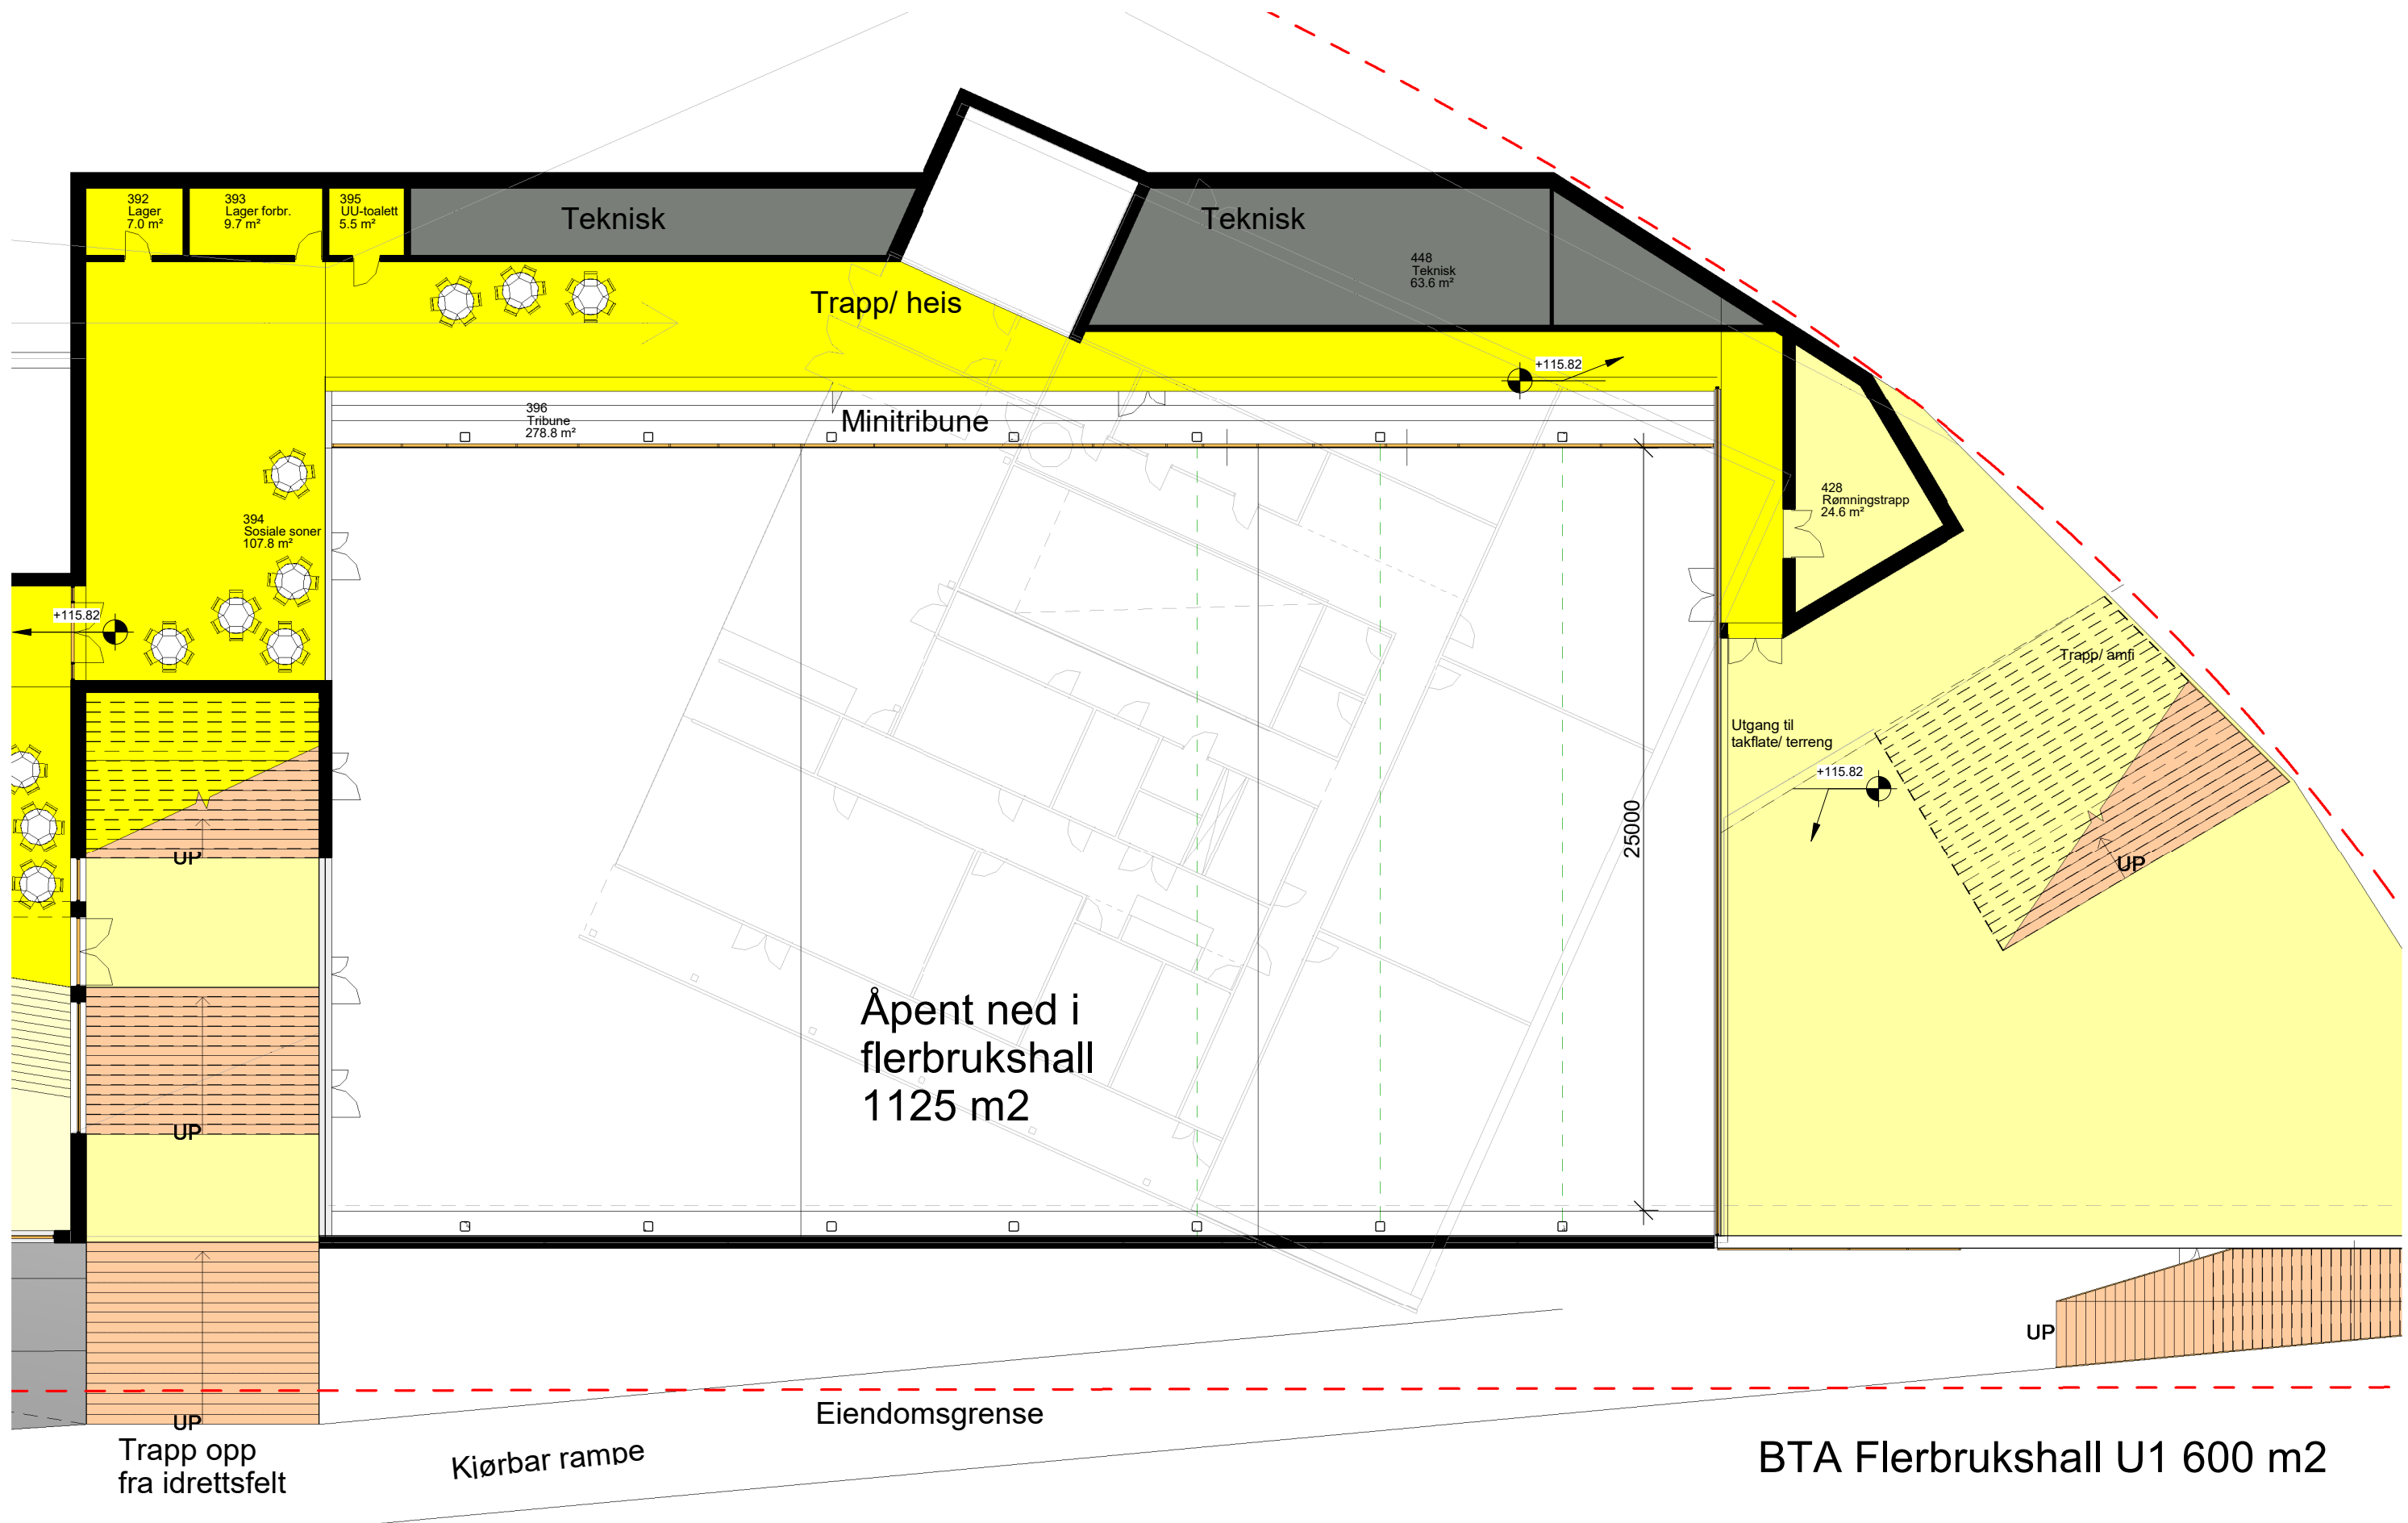 392
Lager
7.0 m²
393
Lager forbr.
9.7 m²
395
UU-toalett
5.5 m²
Teknisk
Teknisk
448
Teknisk
63.6 m²
Trapp/ heis
+115.82
396
Tribune
278.8 m²
Minitribune
428
Rømningstrapp
24.6 m²
394
Sosiale soner
107.8 m²
+115.82
Trapp/ amfi
Utgang til
takflate/ terreng
+115.82
25000
UP
UP
Åpent ned i
flerbrukshall
1125 m2
UP
UP
UP
Eiendomsgrense
Trapp opp
fra idrettsfelt
Kjørbar rampe
BTA Flerbrukshall U1 600 m2